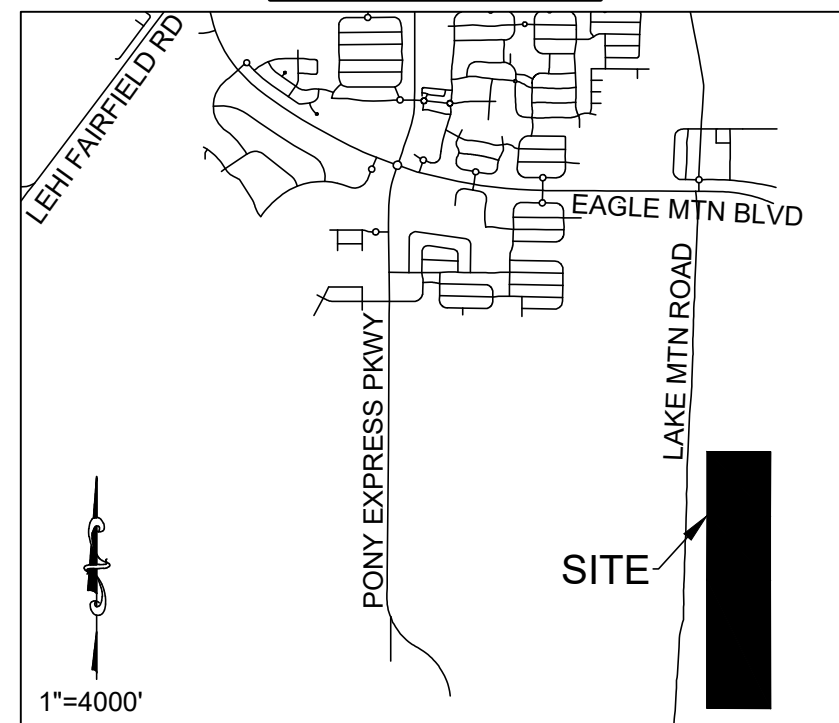 LEHI FAIRFIELD RD
EAGLE MTN BLVD
LAKE MTN ROAD
PONY EXPRESS PKWY
SITE
1"=4000'